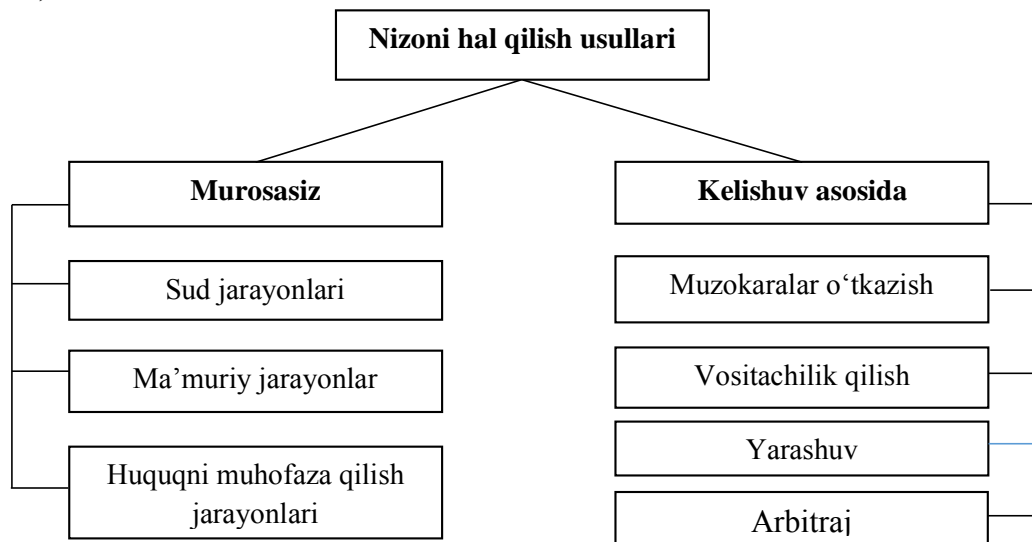 Nizoni hal qilish usullari
Murosasiz
Sud jarayonlari
Ma’muriy jarayonlar
Huquqni muhofaza qilish
jarayonlari
Kelishuv asosida
Muzokaralar o‘tkazish
Vositachilik qilish
Yarashuv
Arbitraj